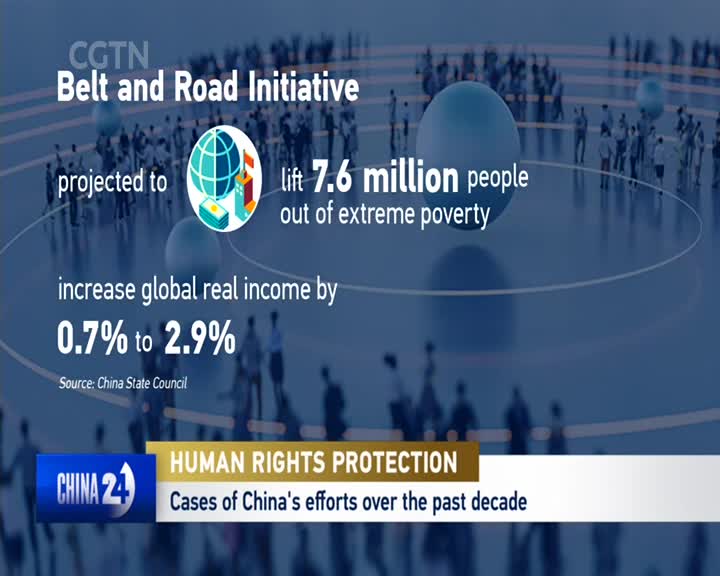 CGTN
Belt and Road Initiative
projected to
lift 7.6 million people
out of extreme poverty
increase global real income by
0.7% to 2.9%
Source: China State Council
HUMAN RIGHTS PROTECTION
CHINA 24
Cases of China's efforts over the past decade